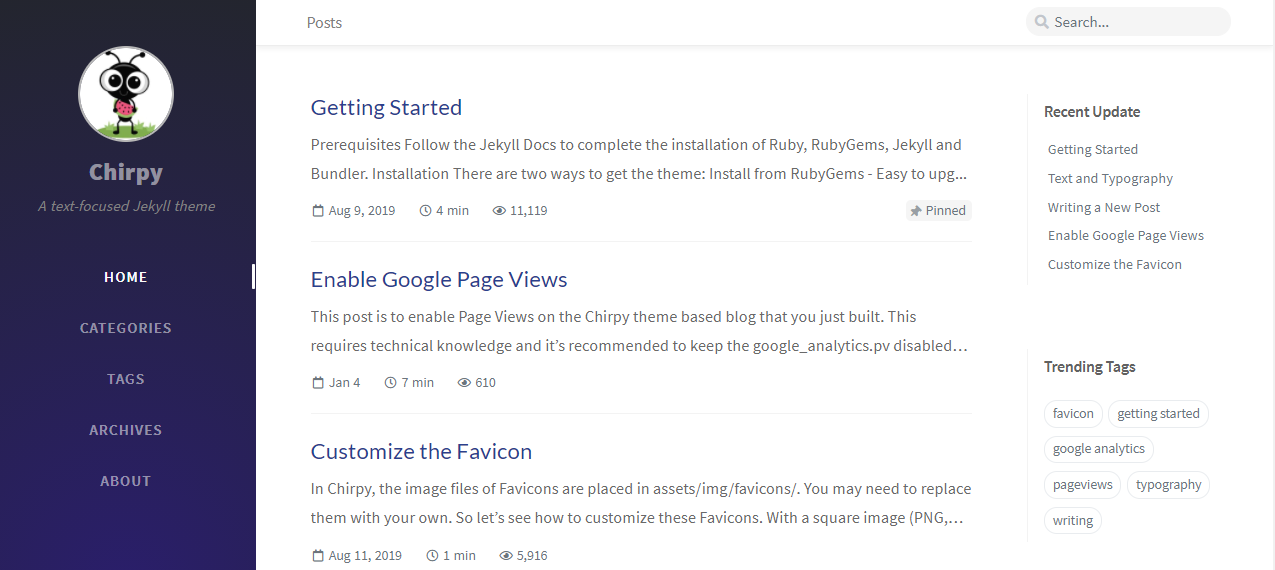 Chirpy
A text-focused Jekyll theme
HOME
CATEGORIES
TAGS
ARCHIVES
ABOUT
Posts
Search...
Getting Started
Prerequisites Follow the Jekyll Docs to complete the installation of Ruby, RubyGems, Jekyll and
Bundler. Installation There are two ways to get the theme: Install from RubyGems - Easy to upg...
Aug 9, 2019 4 min 11,119 Pinned
Enable Google Page Views
This post is to enable Page Views on the Chirpy theme based blog that you just built. This
requires technical knowledge and it’s recommended to keep the google_analytics.pv disabled…
Jan 4 7 min 610
Customize the Favicon
In Chirpy, the image files of Favicons are placed in assets/img/favicons/. You may need to replace
them with your own. So let’s see how to customize these Favicons. With a square image (PNG,…
Aug 11, 2019 1 min 5,916
Recent Update
Getting Started
Text and Typography
Writing a New Post
Enable Google Page Views
Customize the Favicon
Trending Tags
favicon getting started
google analytics
pageviews typography
writing